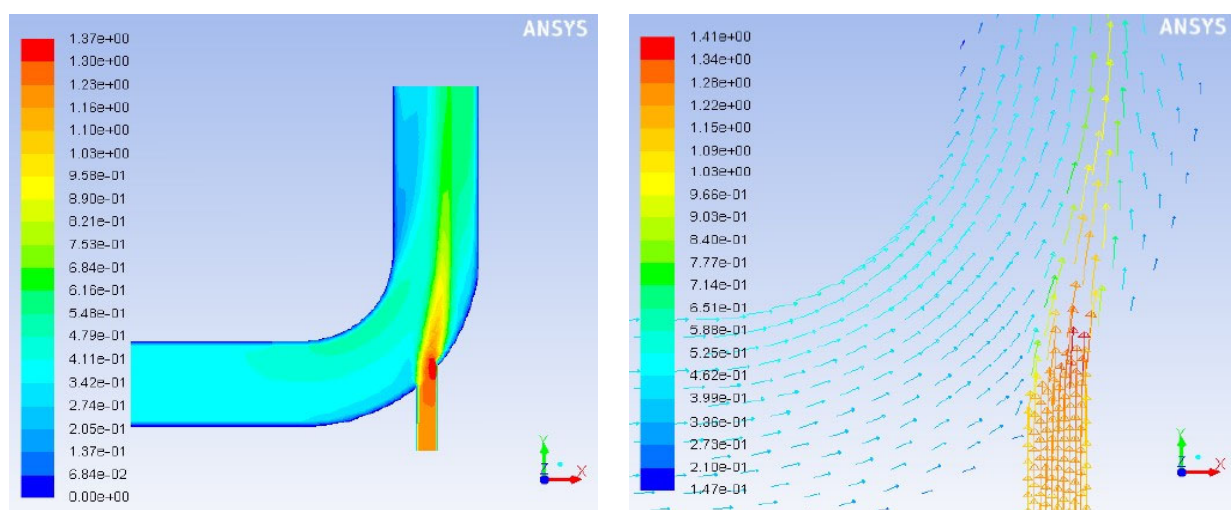 ANSYS
1.37e+00
1.30e+00
1.23e+00
1.16e+00
1.10e+00
1.03e+00
9.58e-01
8.90e-01
8.21e-01
7.53e-01
6.84e-01
6.16e-01
5.48e-01
4.79e-01
4.11e-01
3.42e-01
2.74e-01
2.05e-01
1.37e-01
6.84e-02
0.00e+00
Y
Z
X
ANSYS
1.41e+00
1.34e+00
1.28e+00
1.22e+00
1.15e+00
1.09e+00
1.03e+00
9.66e-01
9.03e-01
8.40e-01
7.77e-01
7.14e-01
6.51e-01
5.88e-01
5.25e-01
4.62e-01
3.99e-01
3.36e-01
2.73e-01
2.10e-01
1.47e-01
Y
Z
X